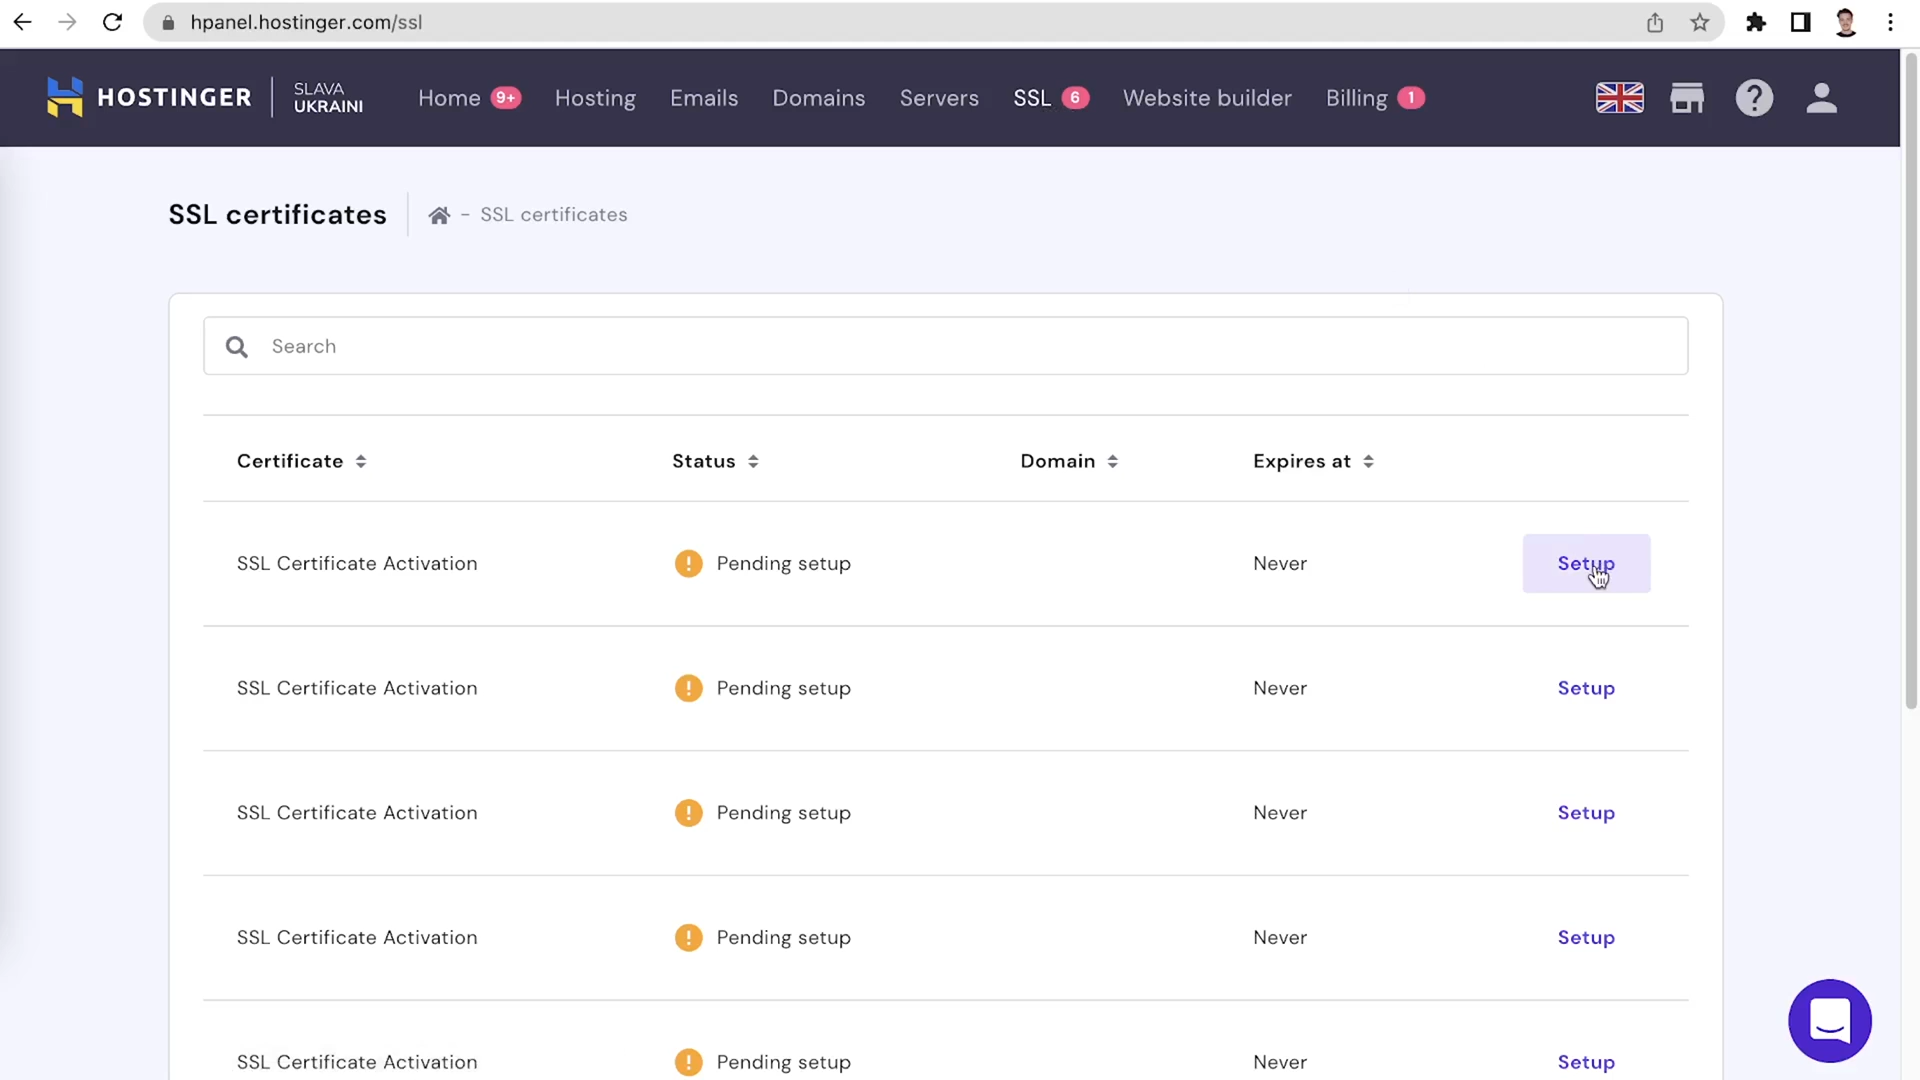 hpanel.hostinger.com/ssl
HOSTINGER
SLAVA
UKRAINI
Home 9+
Hosting
Emails
Domains
Servers
SSL 6
Website builder
Billing 1
SSL certificates
- SSL certificates
Search
Certificate Status Domain Expires at
SSL Certificate Activation Pending setup Never Setup
SSL Certificate Activation Pending setup Never Setup
SSL Certificate Activation Pending setup Never Setup
SSL Certificate Activation Pending setup Never Setup
SSL Certificate Activation Pending setup Never Setup